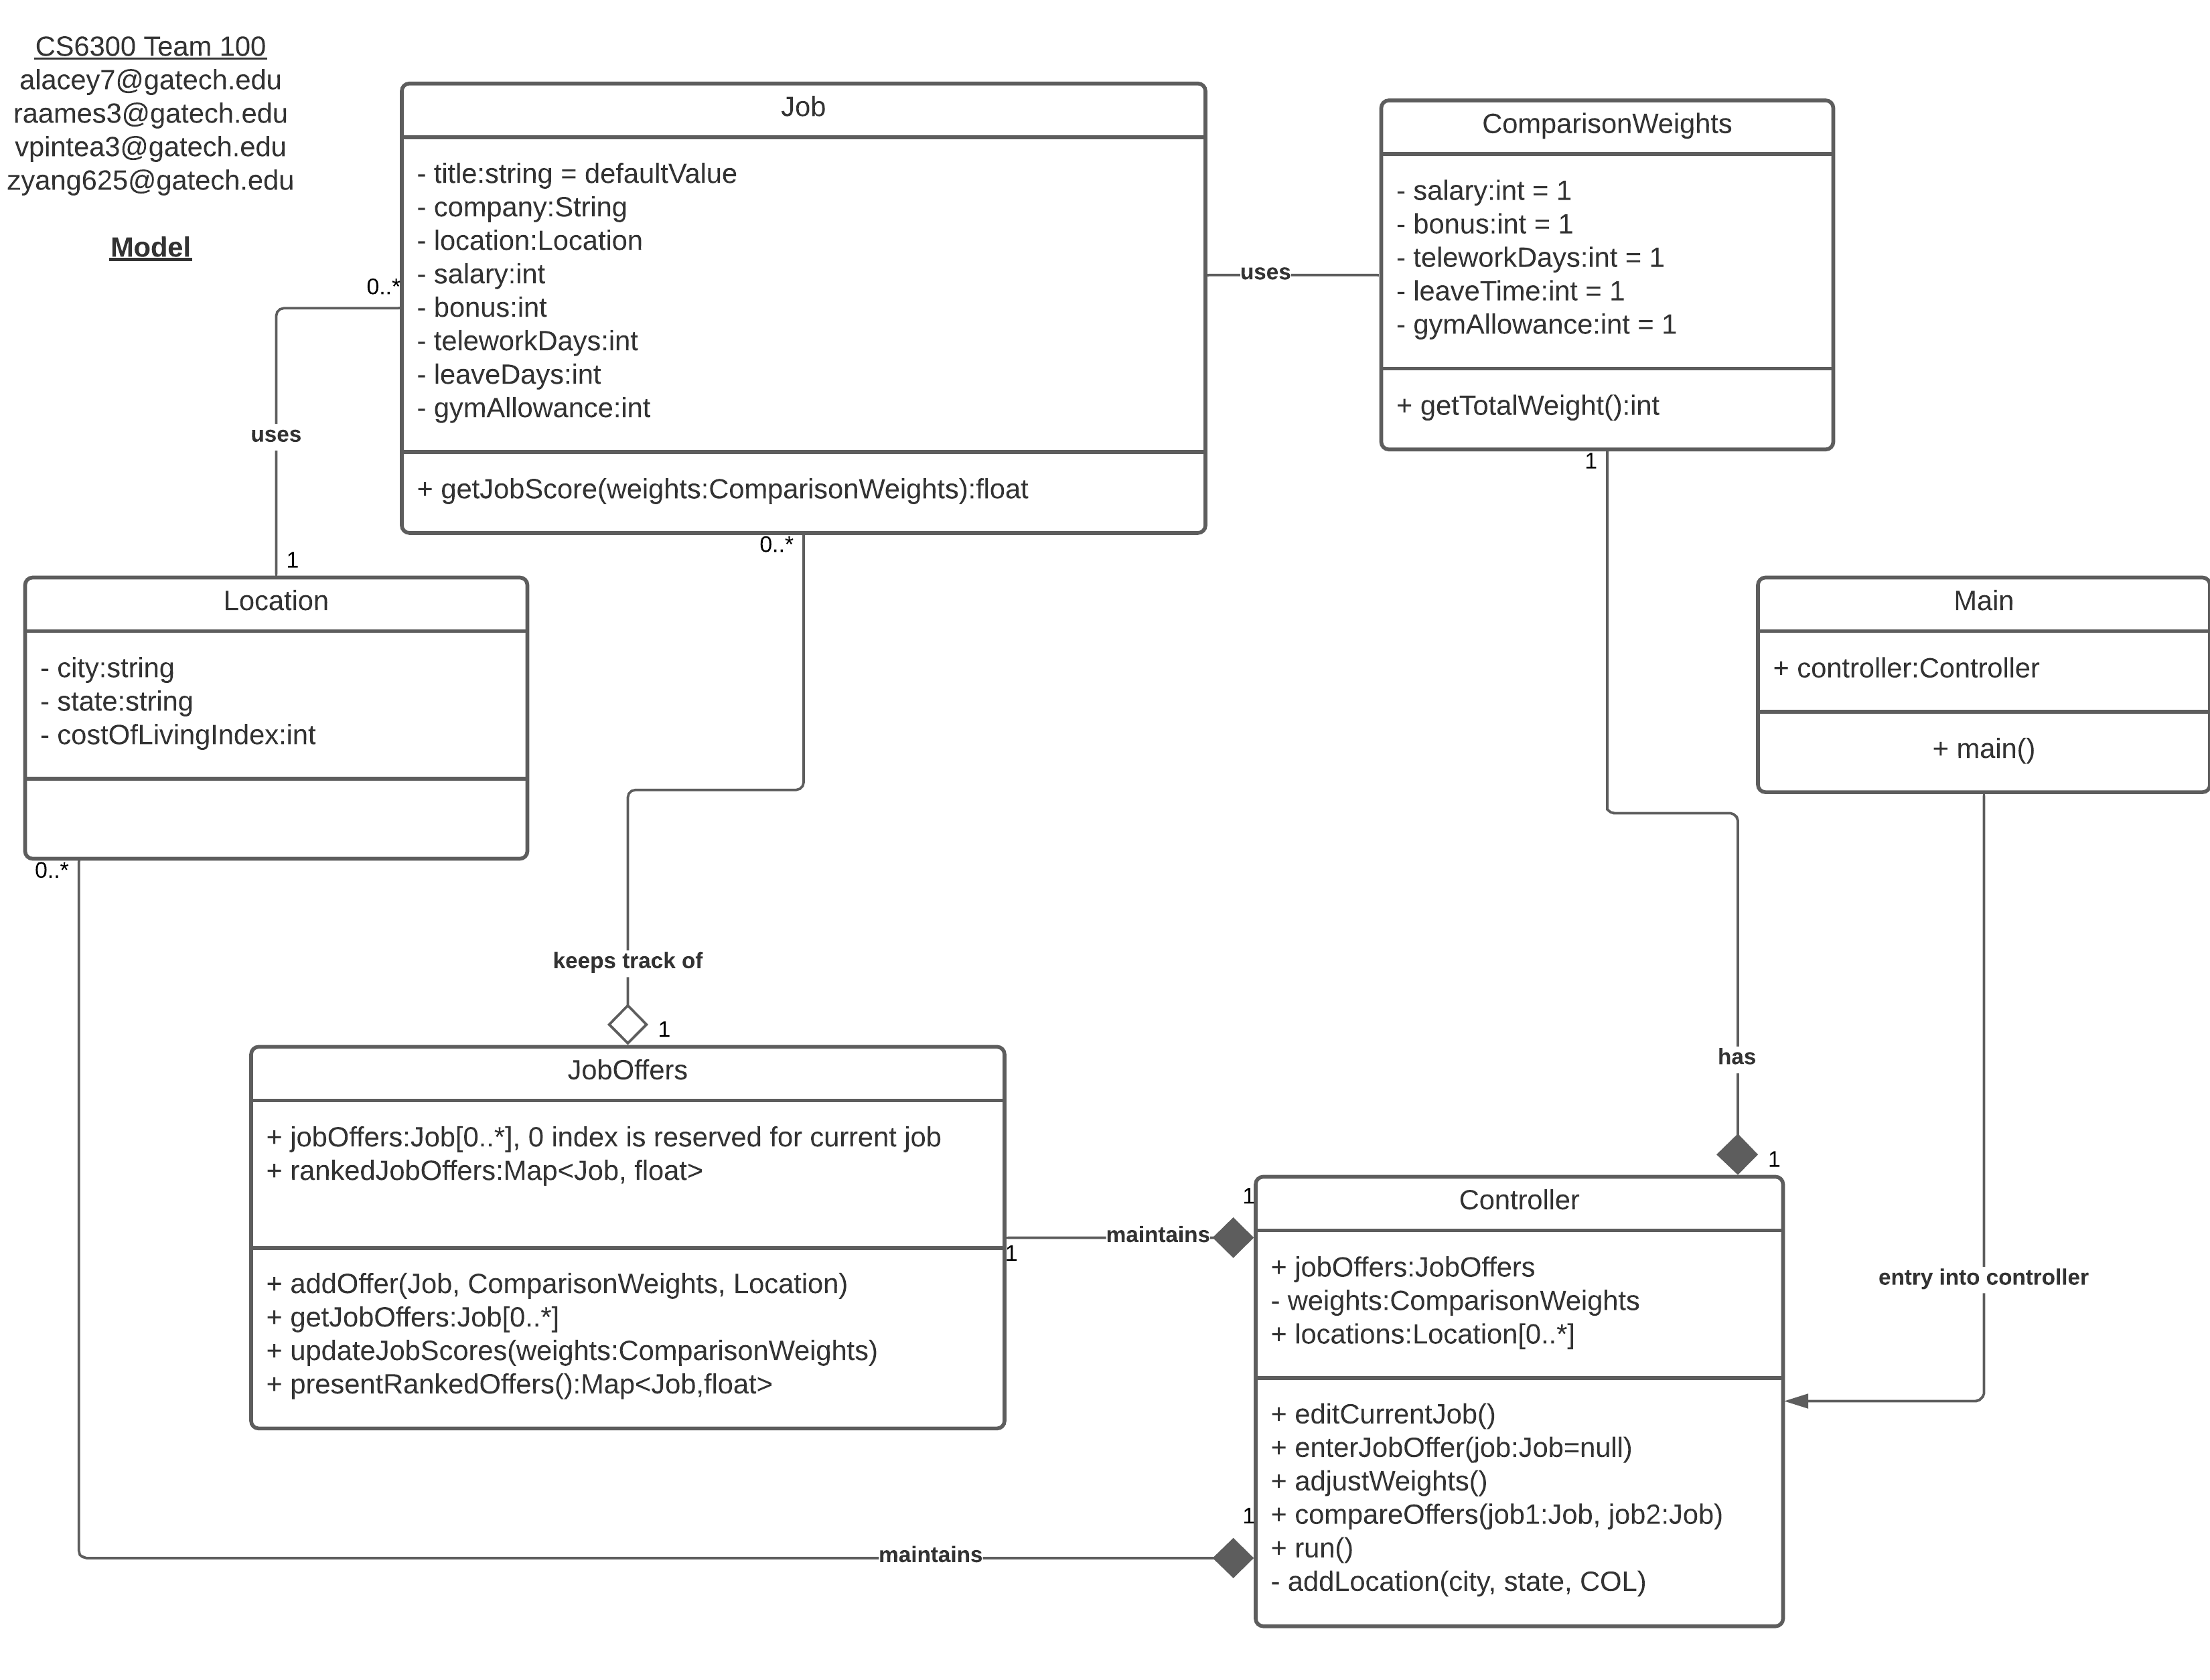 CS6300 Team 100
alacey7@gatech.edu
raames3@gatech.edu
vpintea3@gatech.edu
zyang625@gatech.edu
Model
Job
- title:string = defaultValue
- company:String
- location:Location
- salary:int
- bonus:int
- teleworkDays:int
- leaveDays:int
- gymAllowance:int
+ getJobScore(weights:ComparisonWeights):float
ComparisonWeights
- salary:int = 1
- bonus:int = 1
- teleworkDays:int = 1
- leaveTime:int = 1
- gymAllowance:int = 1
+ getTotalWeight():int
uses
0..*
uses
1
0..*
1
Location
- city:string
- state:string
- costOfLivingIndex:int
0..*
Main
+ controller:Controller
+ main()
keeps track of
1
has
1
JobOffers
+ jobOffers:Job[0..*], 0 index is reserved for current job
+ rankedJobOffers:Map<Job, float>
+ addOffer(Job, ComparisonWeights, Location)
+ getJobOffers:Job[0..*]
+ updateJobScores(weights:ComparisonWeights)
+ presentRankedOffers():Map<Job,float>
1
maintains
1
Controller
+ jobOffers:JobOffers
- weights:ComparisonWeights
+ locations:Location[0..*]
+ editCurrentJob()
+ enterJobOffer(job:Job=null)
+ adjustWeights()
+ compareOffers(job1:Job, job2:Job)
+ run()
- addLocation(city, state, COL)
entry into controller
1
maintains